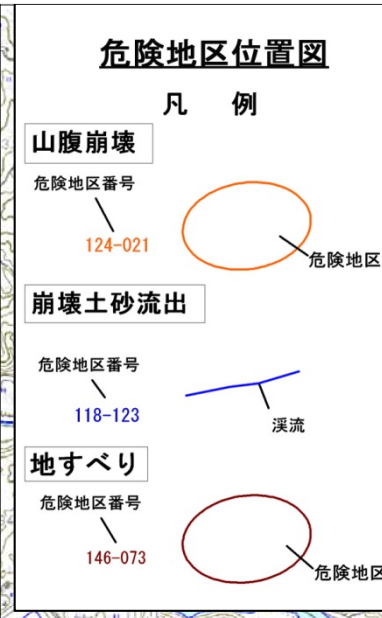 危険地区位置図
凡 例
山腹崩壊
危険地区番号
124-021
危険地区
崩壊土砂流出
危険地区番号
118-123
渓流
地すべり
危険地区番号
146-073
危険地区